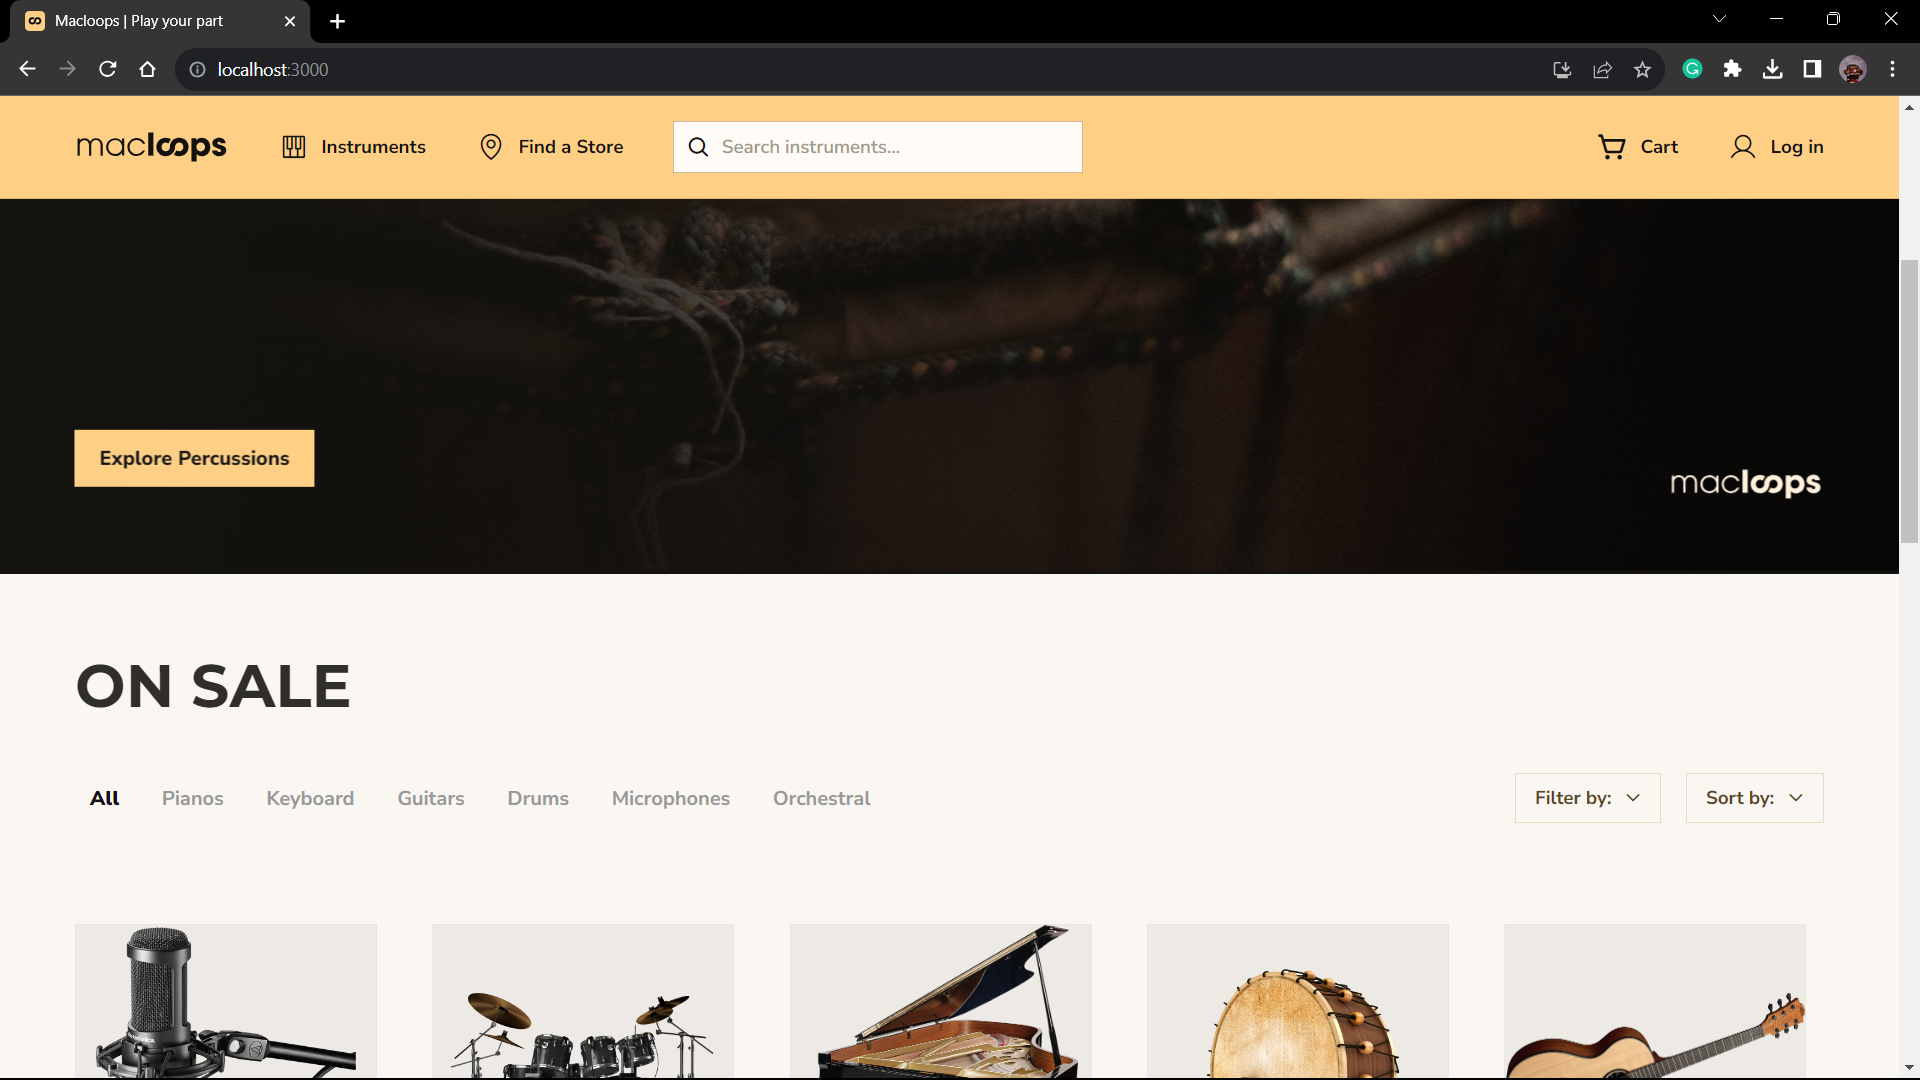 Macloops | Play your part
localhost:3000
macloops
Instruments
Find a Store
Search instruments...
Cart
Log in
Explore Percussions
macloops
ON SALE
All
Pianos
Keyboard
Guitars
Drums
Microphones
Orchestral
Filter by:
Sort by: